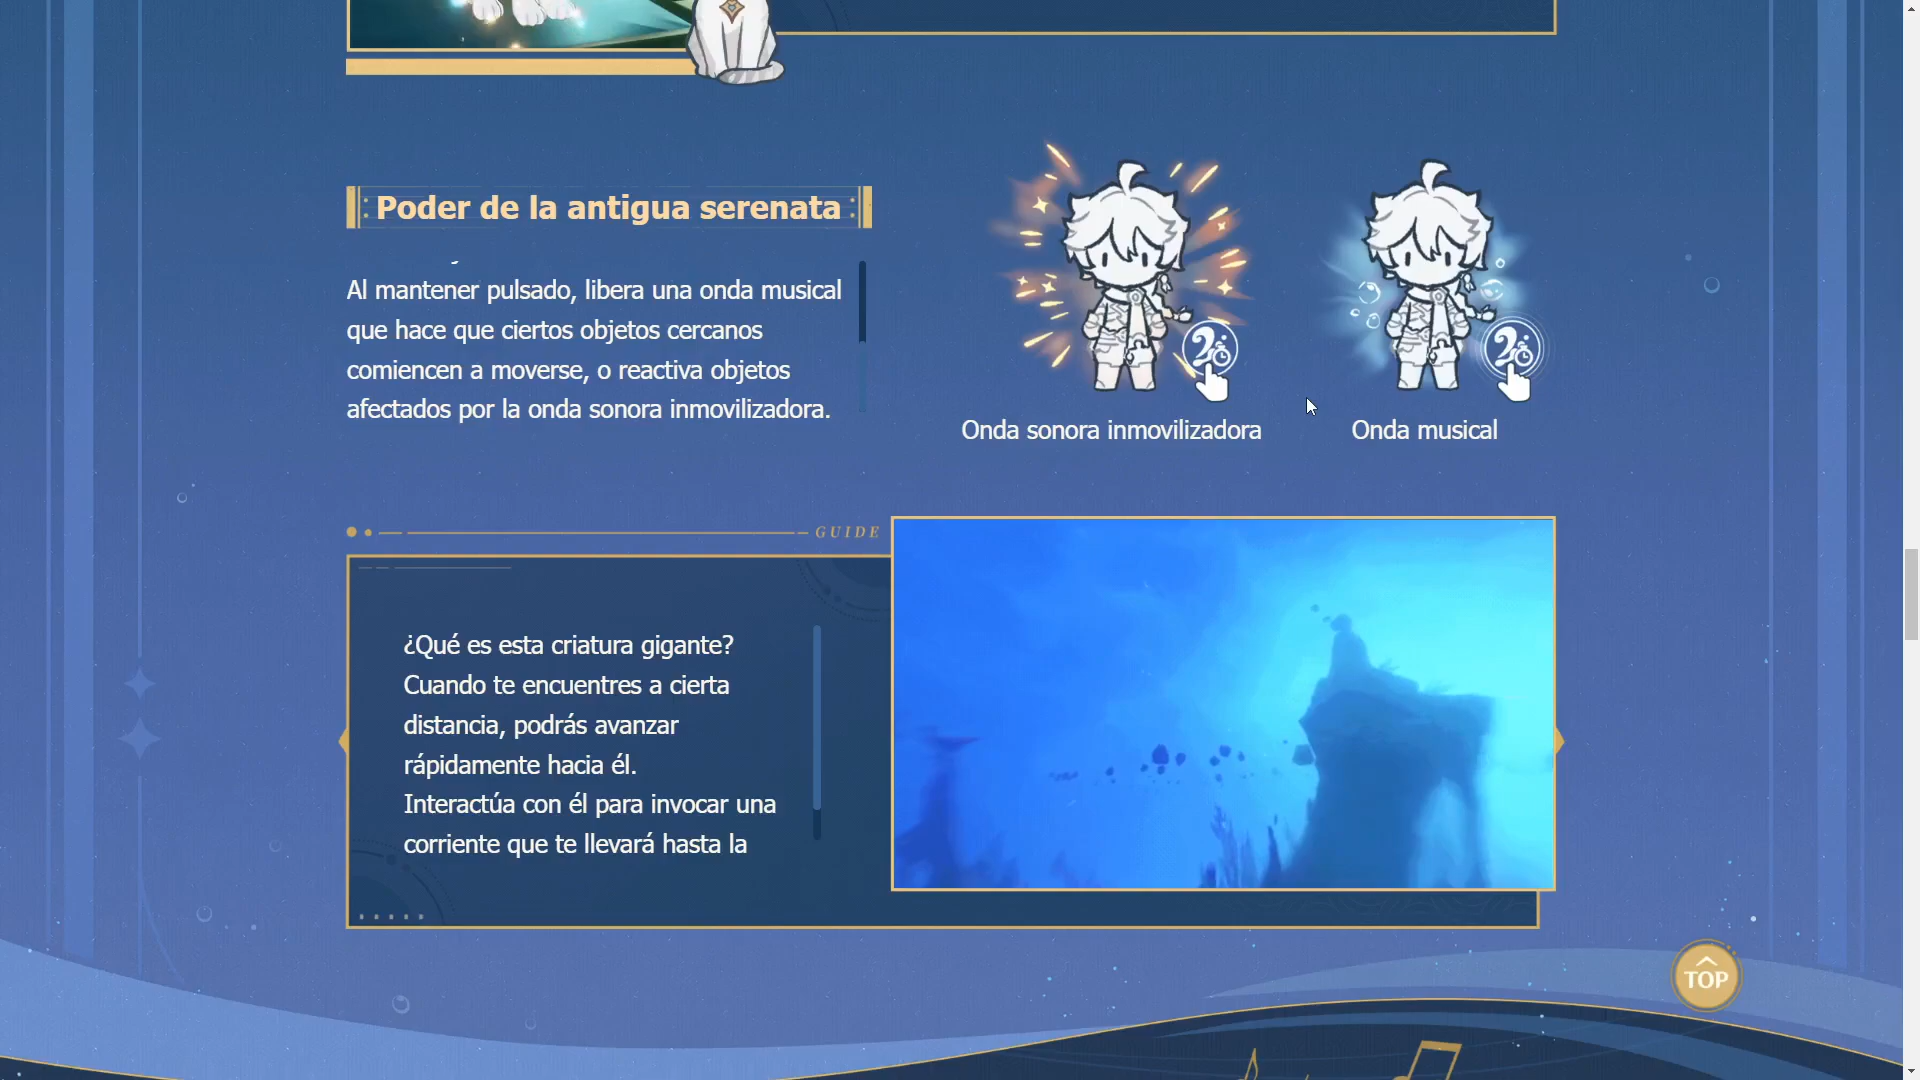 Poder de la antigua serenata
Al mantener pulsado, libera una onda musical
que hace que ciertos objetos cercanos
comiencen a moverse, o reactiva objetos
afectados por la onda sonora inmovilizadora.
Onda sonora inmovilizadora
Onda musical
GUIDE
¿Qué es esta criatura gigante?
Cuando te encuentres a cierta
distancia, podrás avanzar
rápidamente hacia él.
Interactúa con él para invocar una
corriente que te llevará hasta la
TOP